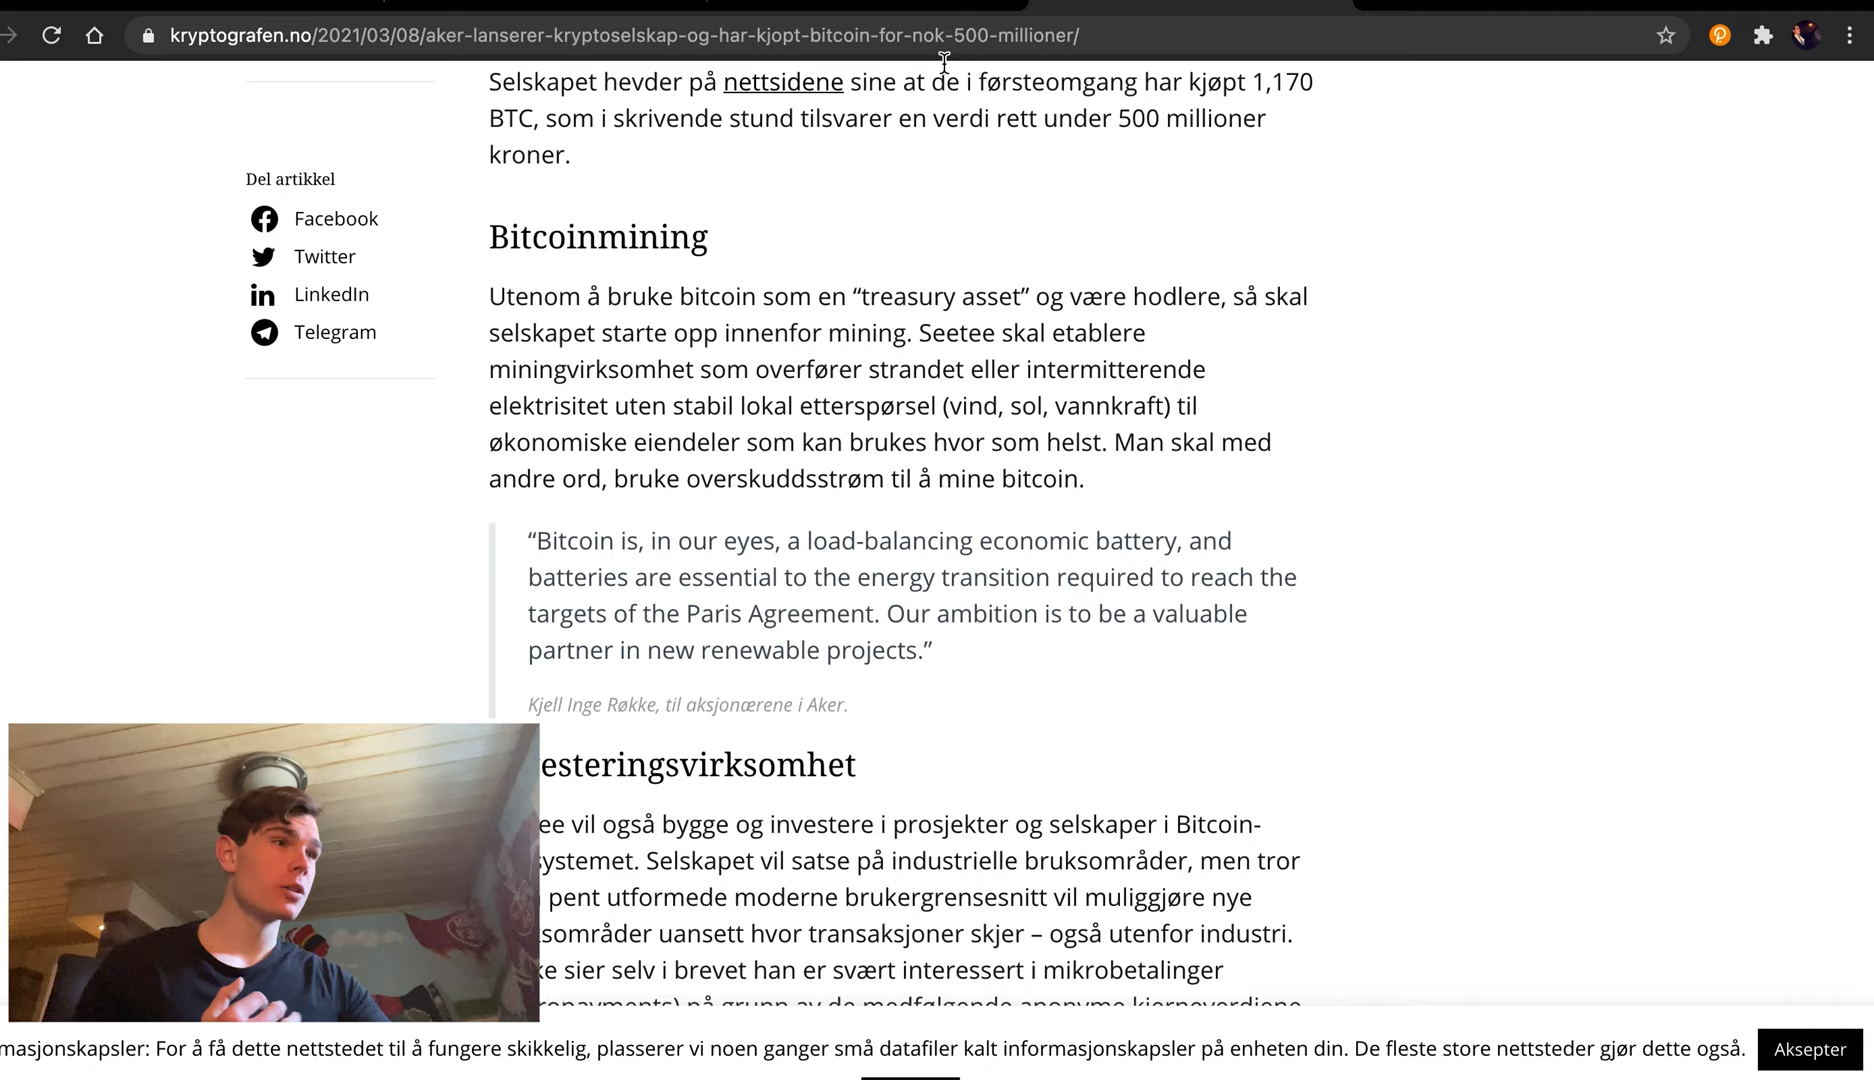 kryptografen.no/2021/03/08/aker-lanserer-kryptoselskap-og-har-kjopt-bitcoin-for-nok-500-millioner/
Selskapet hevder på nettsidene sine at de i førsteomgang har kjøpt 1,170
BTC, som i skrivende stund tilsvarer en verdi rett under 500 millioner
kroner.
Del artikkel
Facebook
Twitter
LinkedIn
Telegram
Bitcoinmining
Utenom å bruke bitcoin som en “treasury asset” og være hodlere, så skal
selskapet starte opp innenfor mining. Seetee skal etablere
miningvirksomhet som overfører strandet eller intermitterende
elektrisitet uten stabil lokal etterspørsel (vind, sol, vannkraft) til
økonomiske eiendeler som kan brukes hvor som helst. Man skal med
andre ord, bruke overskuddsstrøm til å mine bitcoin.
“Bitcoin is, in our eyes, a load-balancing economic battery, and
batteries are essential to the energy transition required to reach the
targets of the Paris Agreement. Our ambition is to be a valuable
partner in new renewable projects.”
Kjell Inge Røkke, til aksjonærene i Aker.
esteringsvirksomhet
ee vil også bygge og investere i prosjekter og selskaper i Bitcoin-
systemet. Selskapet vil satse på industrielle bruksområder, men tror
pent utformede moderne brukergrensesnitt vil muliggjøre nye
sområder uansett hvor transaksjoner skjer – også utenfor industri.
ke sier selv i brevet han er svært interessert i mikrobetalinger
ropayments) på grunn av de medfølgende anonyme kjerneverdiene
masjonskapsler: For å få dette nettstedet til å fungere skikkelig, plasserer vi noen ganger små datafiler kalt informasjonskapsler på enheten din. De fleste store nettsteder gjør dette også.
Aksepter